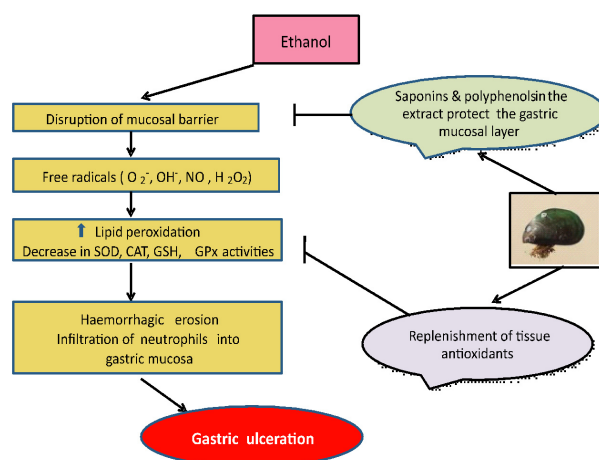 Ethanol
Disruption of mucosal barrier
Saponins & polyphenolsin the
extract protect the gastric
mucosal layer
Free radicals ( O 2-, OH-, NO , H 2O2)
Lipid peroxidation
Decrease in SOD, CAT, GSH, GPx activities
Haemorrhagic erosion
Infiltration of neutrophils into
gastric mucosa
Replenishment of tissue
antioxidants
Gastric ulceration